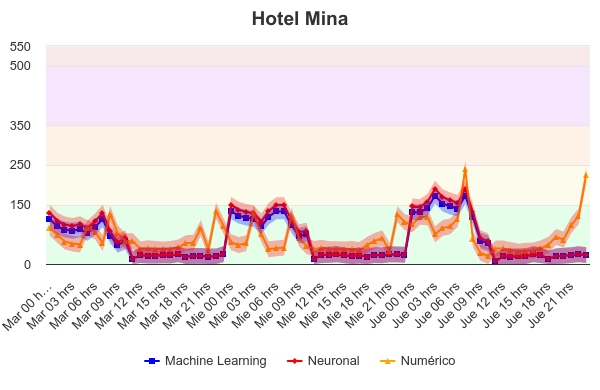 Hotel Mina
550
500
350
250
150
0
Mar 00 h...
Mar 03 hrs
Mar 06 hrs
Mar 09 hrs
Mar 12 hrs
Mar 15 hrs
Mar 18 hrs
Mar 21 hrs
Mie 00 hrs
Mie 03 hrs
Mie 06 hrs
Mie 09 hrs
Mie 12 hrs
Mie 15 hrs
Mie 18 hrs
Mie 21 hrs
Jue 00 hrs
Jue 03 hrs
Jue 06 hrs
Jue 09 hrs
Jue 12 hrs
Jue 15 hrs
Jue 18 hrs
Jue 21 hrs
Machine Learning Neuronal Numérico